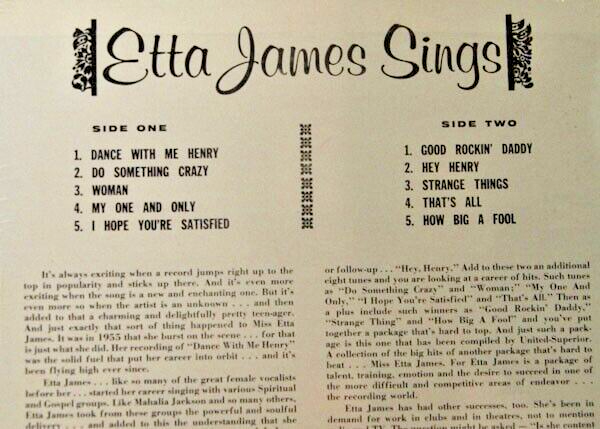 Etta James Sings
SIDE ONE
1. DANCE WITH ME HENRY
2. DO SOMETHING CRAZY
3. WOMAN
4. MY ONE AND ONLY
5. I HOPE YOU'RE SATISFIED
SIDE TWO
1. GOOD ROCKIN' DADDY
2. HEY HENRY
3. STRANGE THINGS
4. THAT'S ALL
5. HOW BIG A FOOL
It's always exciting when a record jumps right up to the
top in popularity and sticks up there. And it's even more
exciting when the song is a new and enchanting one. But it's
even more so when the artist is an unknown . . . and then
added to that a charming and delightfully pretty teen-ager.
And just exactly that sort of thing happened to Miss Etta
James. It was in 1955 that she burst on the scene . . . for that
is just what she did. Her recording of "Dance With Me Henry"
was the solid fuel that put her career into orbit . . . and it's
been flying high ever since.
Etta James . . . like so many of the great female vocalists
before her . . . started her career singing with various Spiritual
and Gospel groups. Like Mahalia Jackson and so many others,
Etta James took from these groups the powerful and soulful
delivery . . . and added to this the understanding that she
or follow-up . . . "Hey, Henry." Add to these two an additional
eight tunes and you are looking at a career of hits. Such tunes
as "Do Something Crazy" and "Woman;" "My One And
Only," "I Hope You're Satisfied" and "That's All." Then as
a plus include such winners as "Good Rockin' Daddy,"
"Strange Thing" and "How Big A Fool" and you've put
together a package that's hard to top. And just such a pack-
age is this one that has been compiled by United-Superior.
A collection of the big hits of another package that's hard to
beat . . . Miss Etta James. For Etta James is a package of
talent, training, emotion and the desire to succeed in one of
the more difficult and competitive areas of endeavor . . .
the recording world.
Etta James has had other successes, too. She's been in
demand for work in clubs and in theatres, not to mention
TV. The question might be asked — "Is she content